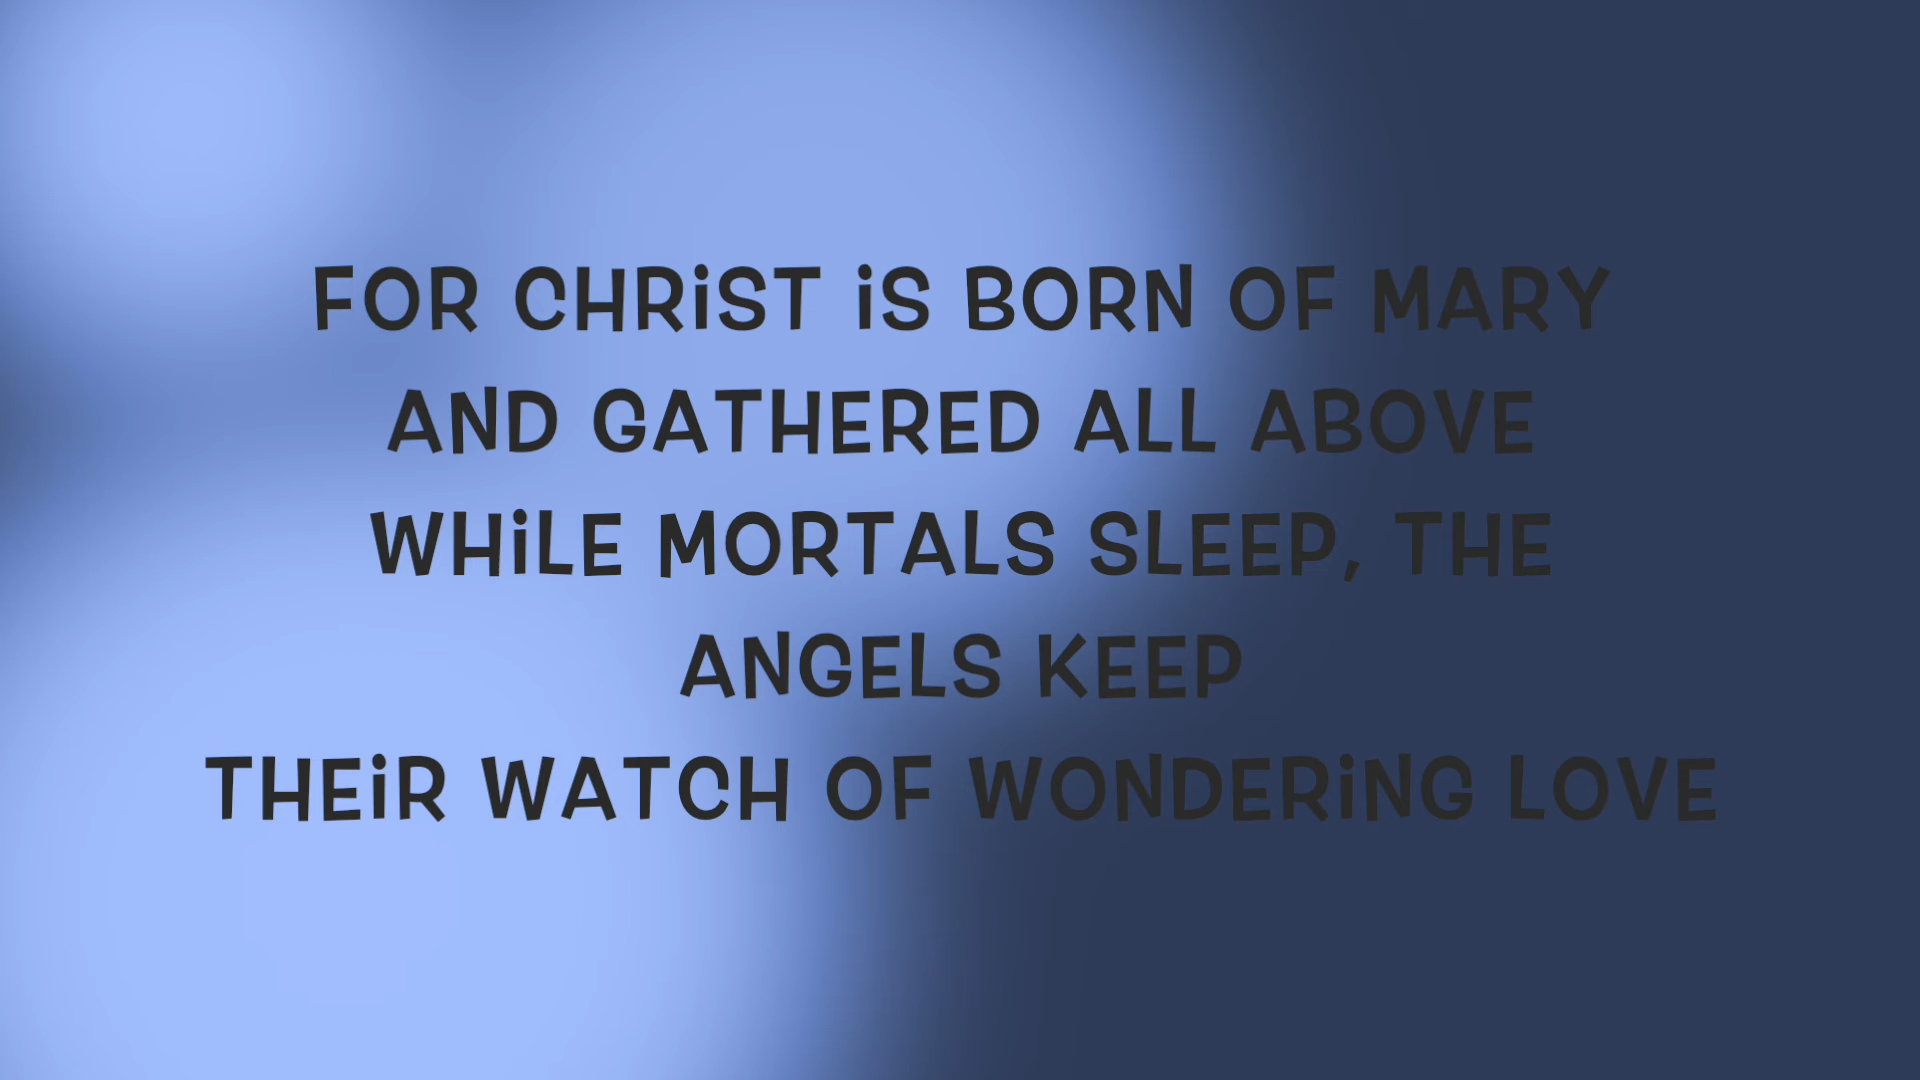 FOR CHRiST iS BORN OF MARY
AND GATHERED ALL ABOVE
WHiLE MORTALS SLEEP, THE
ANGELS KEEP
THEiR WATCH OF WONDERiNG LOVE